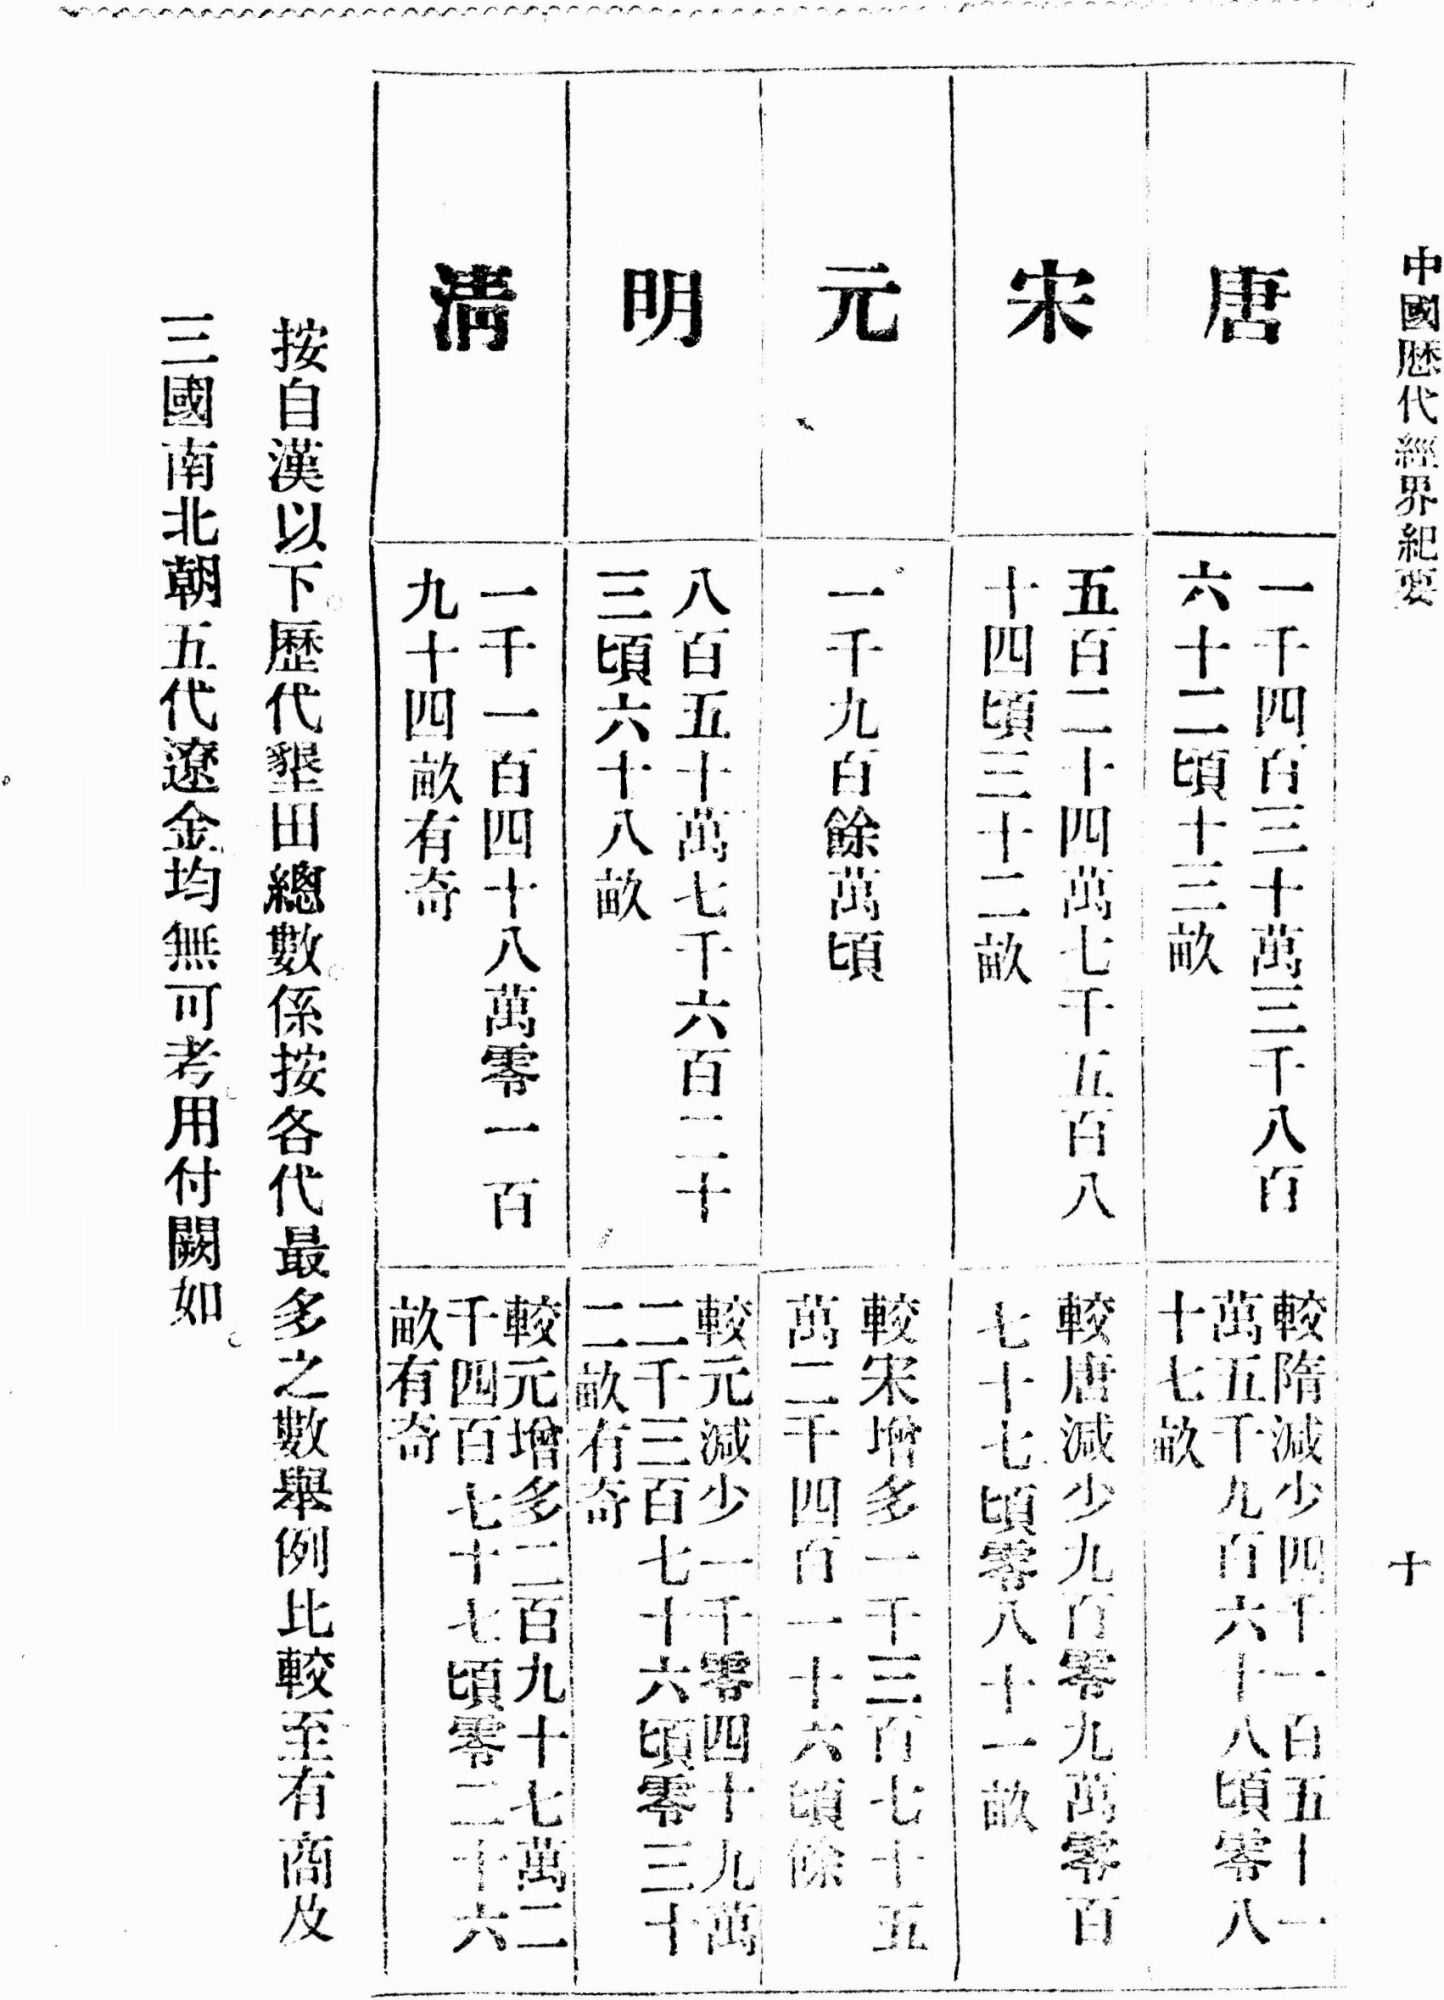 中國歷代經界紀要
十
唐
一千四百三十萬三千八百
六十二頃十三畝
較隋減少四千一百五十一
萬五千九百六十八頃零八
十七畝
宋
五百二十四萬七千五百八
十四頃三十二畝
較唐減少九百零九萬零百
七十七頃零八十一畝
元
一千九百餘萬頃
較宋增多一千三百七十五
萬二千四百一十六頃餘
明
八百五十萬七千六百二十
三頃六十八畝
較元減少一千零四十九萬
二千三百七十六頃零三十
二畝有奇
清
一千一百四十八萬零一百
九十四畝有奇
較元增多二百九十七萬二
千四百七十七頃零二十六
畝有奇
按自漢以下。歷代墾田總數。係按各代最多之數舉例比較至有商及
三國南北朝五代遼金均無可考。用付闕如。